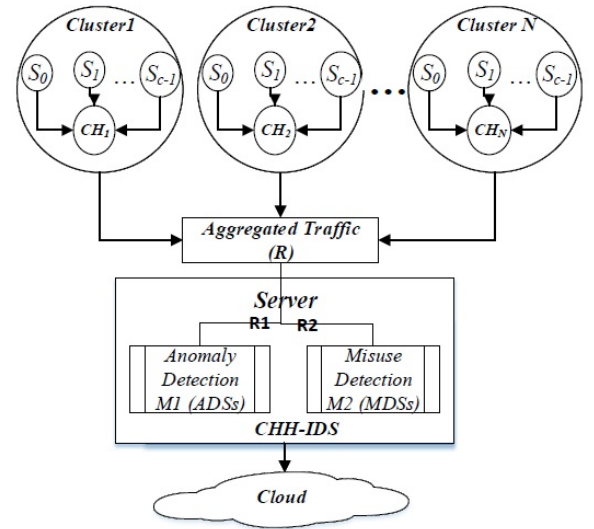 Cluster1
Cluster2
Cluster N
S0 S1 ... Sc-1
S0 S1 ... Sc-1
S0 S1 ... Sc-1
...
CH1
CH2
CHN
Aggregated Traffic
(R)
Server
R1 R2
Anomaly
Detection
M1 (ADSs)
Misuse
Detection
M2 (MDSs)
CHH-IDS
Cloud